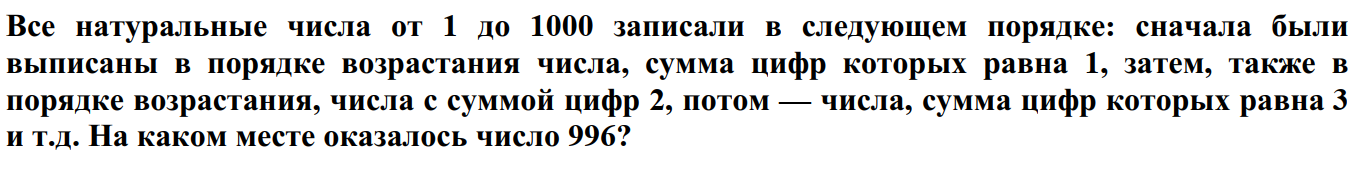 Все натуральные числа от 1 до 1000 записали в следующем порядке: сначала были
выписаны в порядке возрастания числа, сумма цифр которых равна 1, затем, также в
порядке возрастания, числа с суммой цифр 2, потом — числа, сумма цифр которых равна 3
и т.д. На каком месте оказалось число 996?